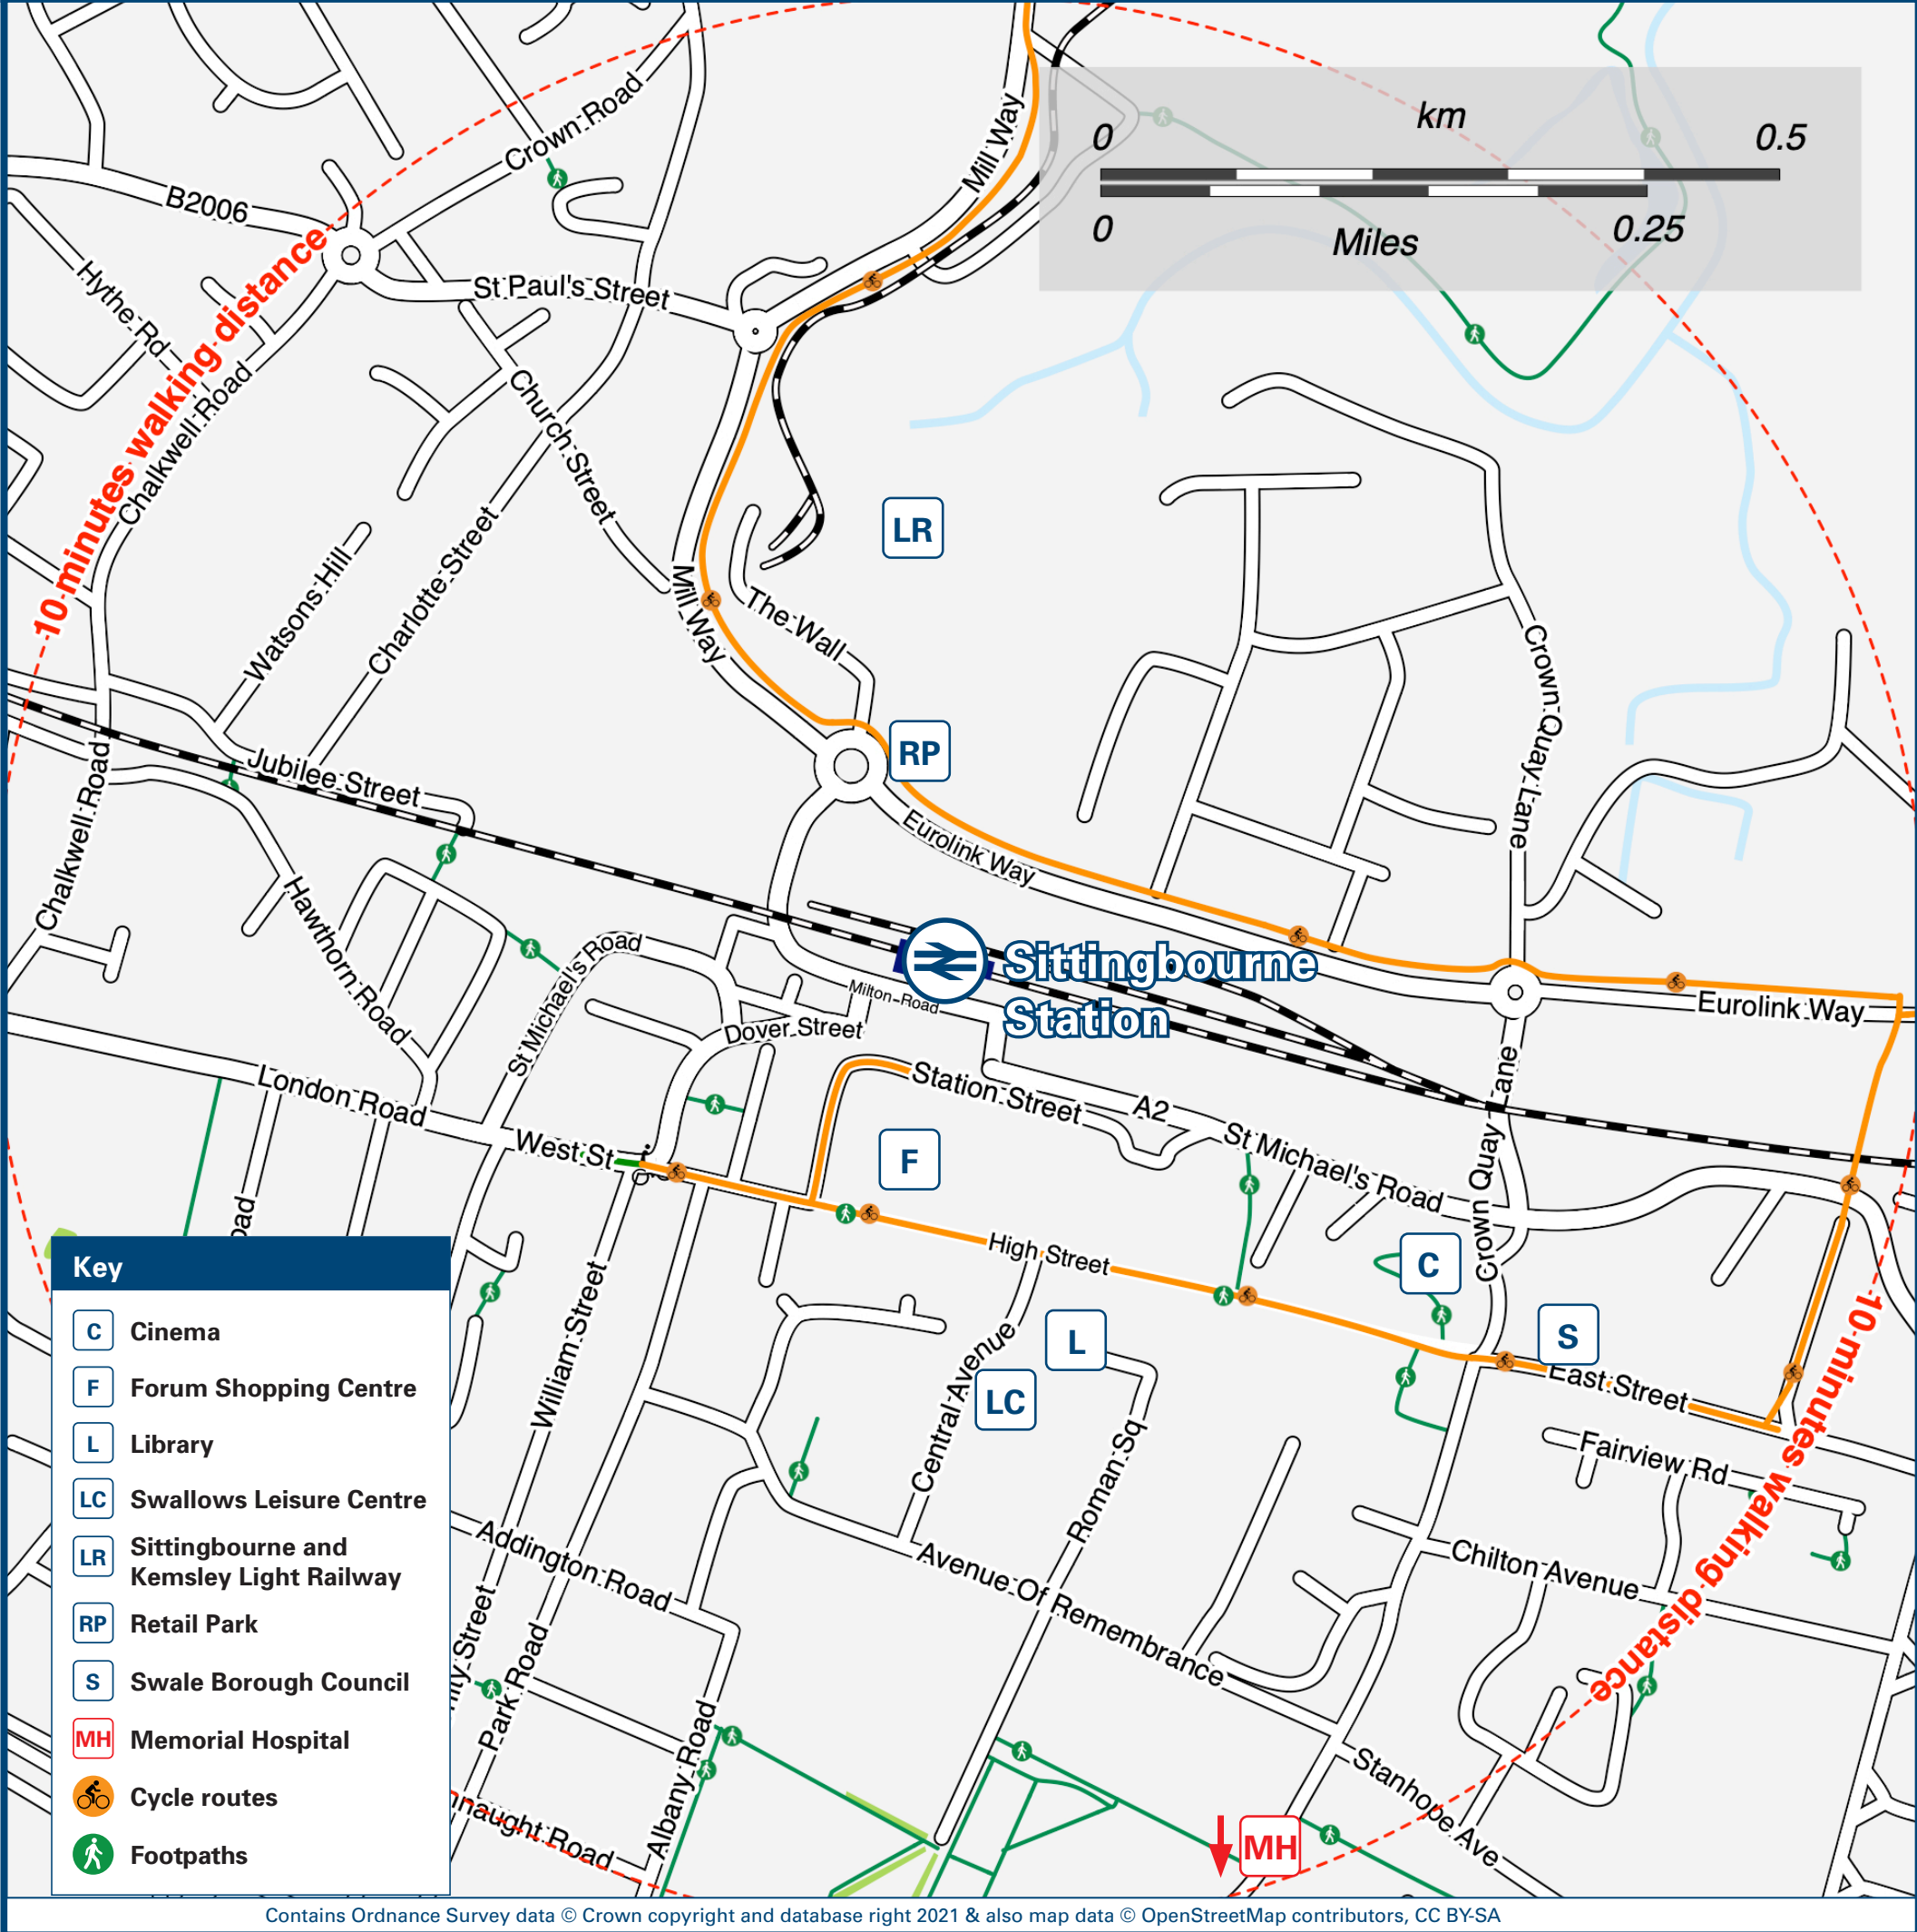 km
0
0.5
0
0.25
Miles
Crown Road
Mill Way
B2006
10 minutes walking distance
St Paul's Street
Hythe Rd
Chalkwell Road
Church Street
LR
Watsons Hill
Charlotte Street
Mill Way
The Wall
Crown Quay Lane
RP
Jubilee Street
Chalkwell Road
Eurolink Way
Hawthorn Road
St Michael's Road
Milton Road
Sittingbourne
Station
Eurolink Way
Dover Street
London Road
Station Street
A2
Crown Quay Lane
West St
F
St Michael's Road
High Street
C
William Street
L
S
East Street
LC
Central Avenue
Roman Sq
Fairview Rd
10 minutes walking distance
Addington Road
Avenue Of Remembrance
Chilton Avenue
Park Road
Albany Road
Stanhope Ave
MH
Key
C Cinema
F Forum Shopping Centre
L Library
LC Swallows Leisure Centre
LR Sittingbourne and
Kemsley Light Railway
RP Retail Park
S Swale Borough Council
MH Memorial Hospital
Cycle routes
Footpaths
Contains Ordnance Survey data © Crown copyright and database right 2021 & also map data © OpenStreetMap contributors, CC BY-SA